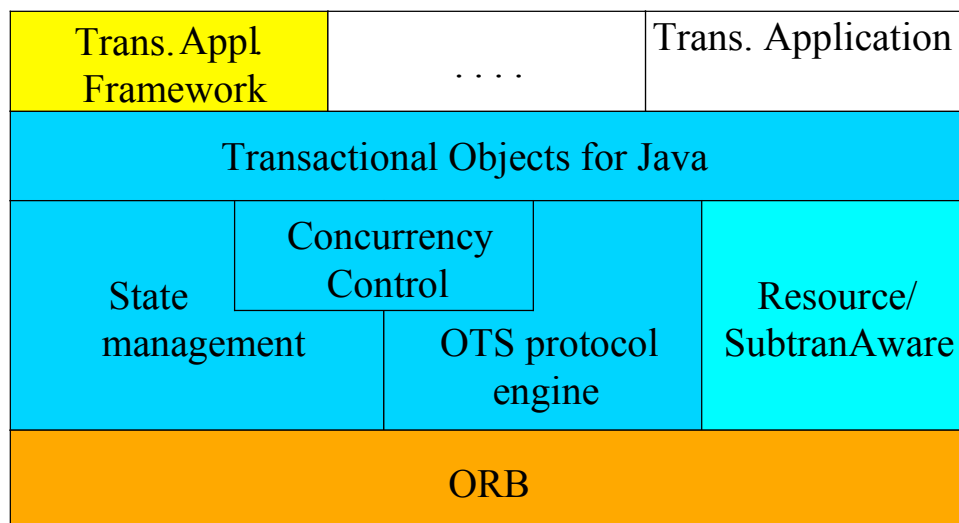 Trans. Appl.
Framework
. . . .
Trans. Application
Transactional Objects for Java
Concurrency
Control
State
management
OTS protocol
engine
Resource/
SubtranAware
ORB